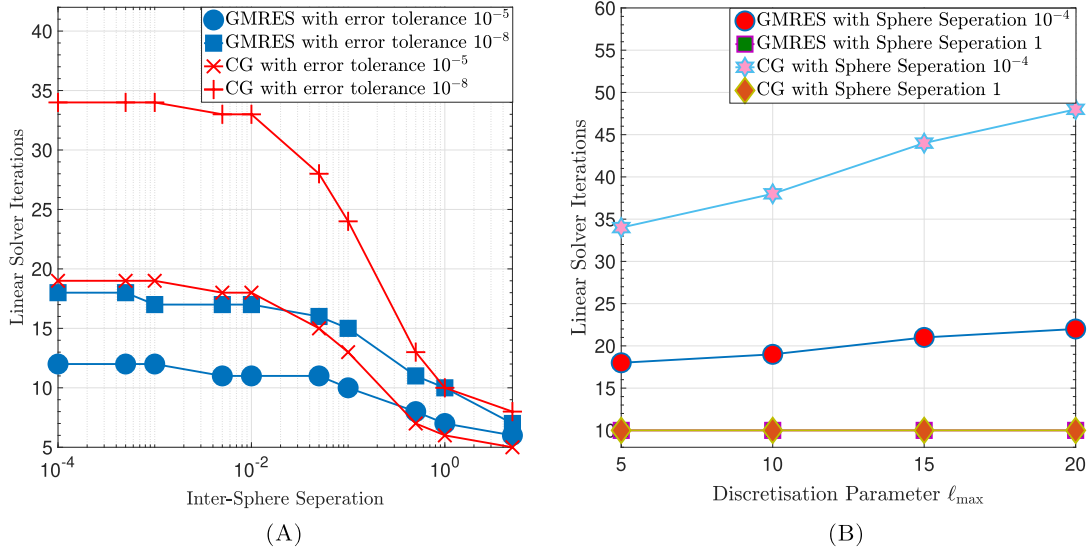 GMRES with error tolerance 10⁻⁵
GMRES with error tolerance 10⁻⁸
CG with error tolerance 10⁻⁵
CG with error tolerance 10⁻⁸
Linear Solver Iterations
40
35
30
25
20
15
10
5
10⁻⁴
10⁻²
10⁰
Inter-Sphere Seperation
(A)
GMRES with Sphere Seperation 10⁻⁴
GMRES with Sphere Seperation 1
CG with Sphere Seperation 10⁻⁴
CG with Sphere Seperation 1
Linear Solver Iterations
60
55
50
45
40
35
30
25
20
15
10
5
10
15
20
Discretisation Parameter ℓmax
(B)